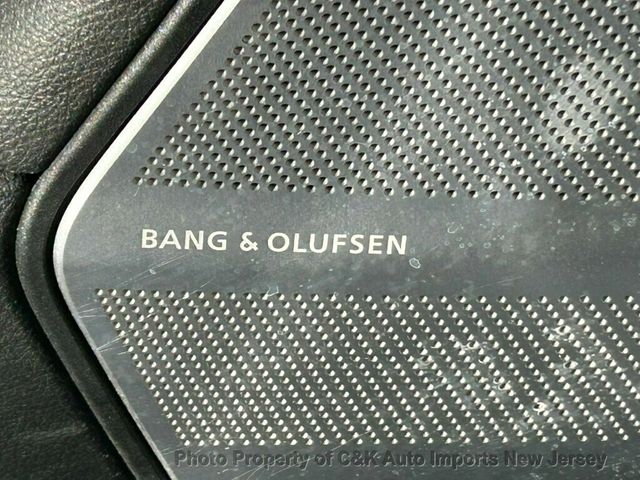 BANG & OLUFSEN
Photo Property of C&K Auto Imports New Jersey